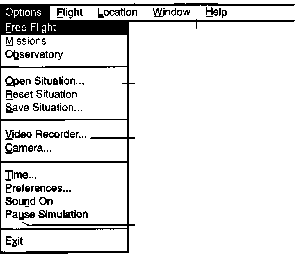 Options Flight Location Window Help
Free Flight
Missions
Observatory
Open Situation...
Reset Situation
Save Situation...
Video Recorder...
Camera...
Time...
Preferences...
Sound On
Pause Simulation
Exit